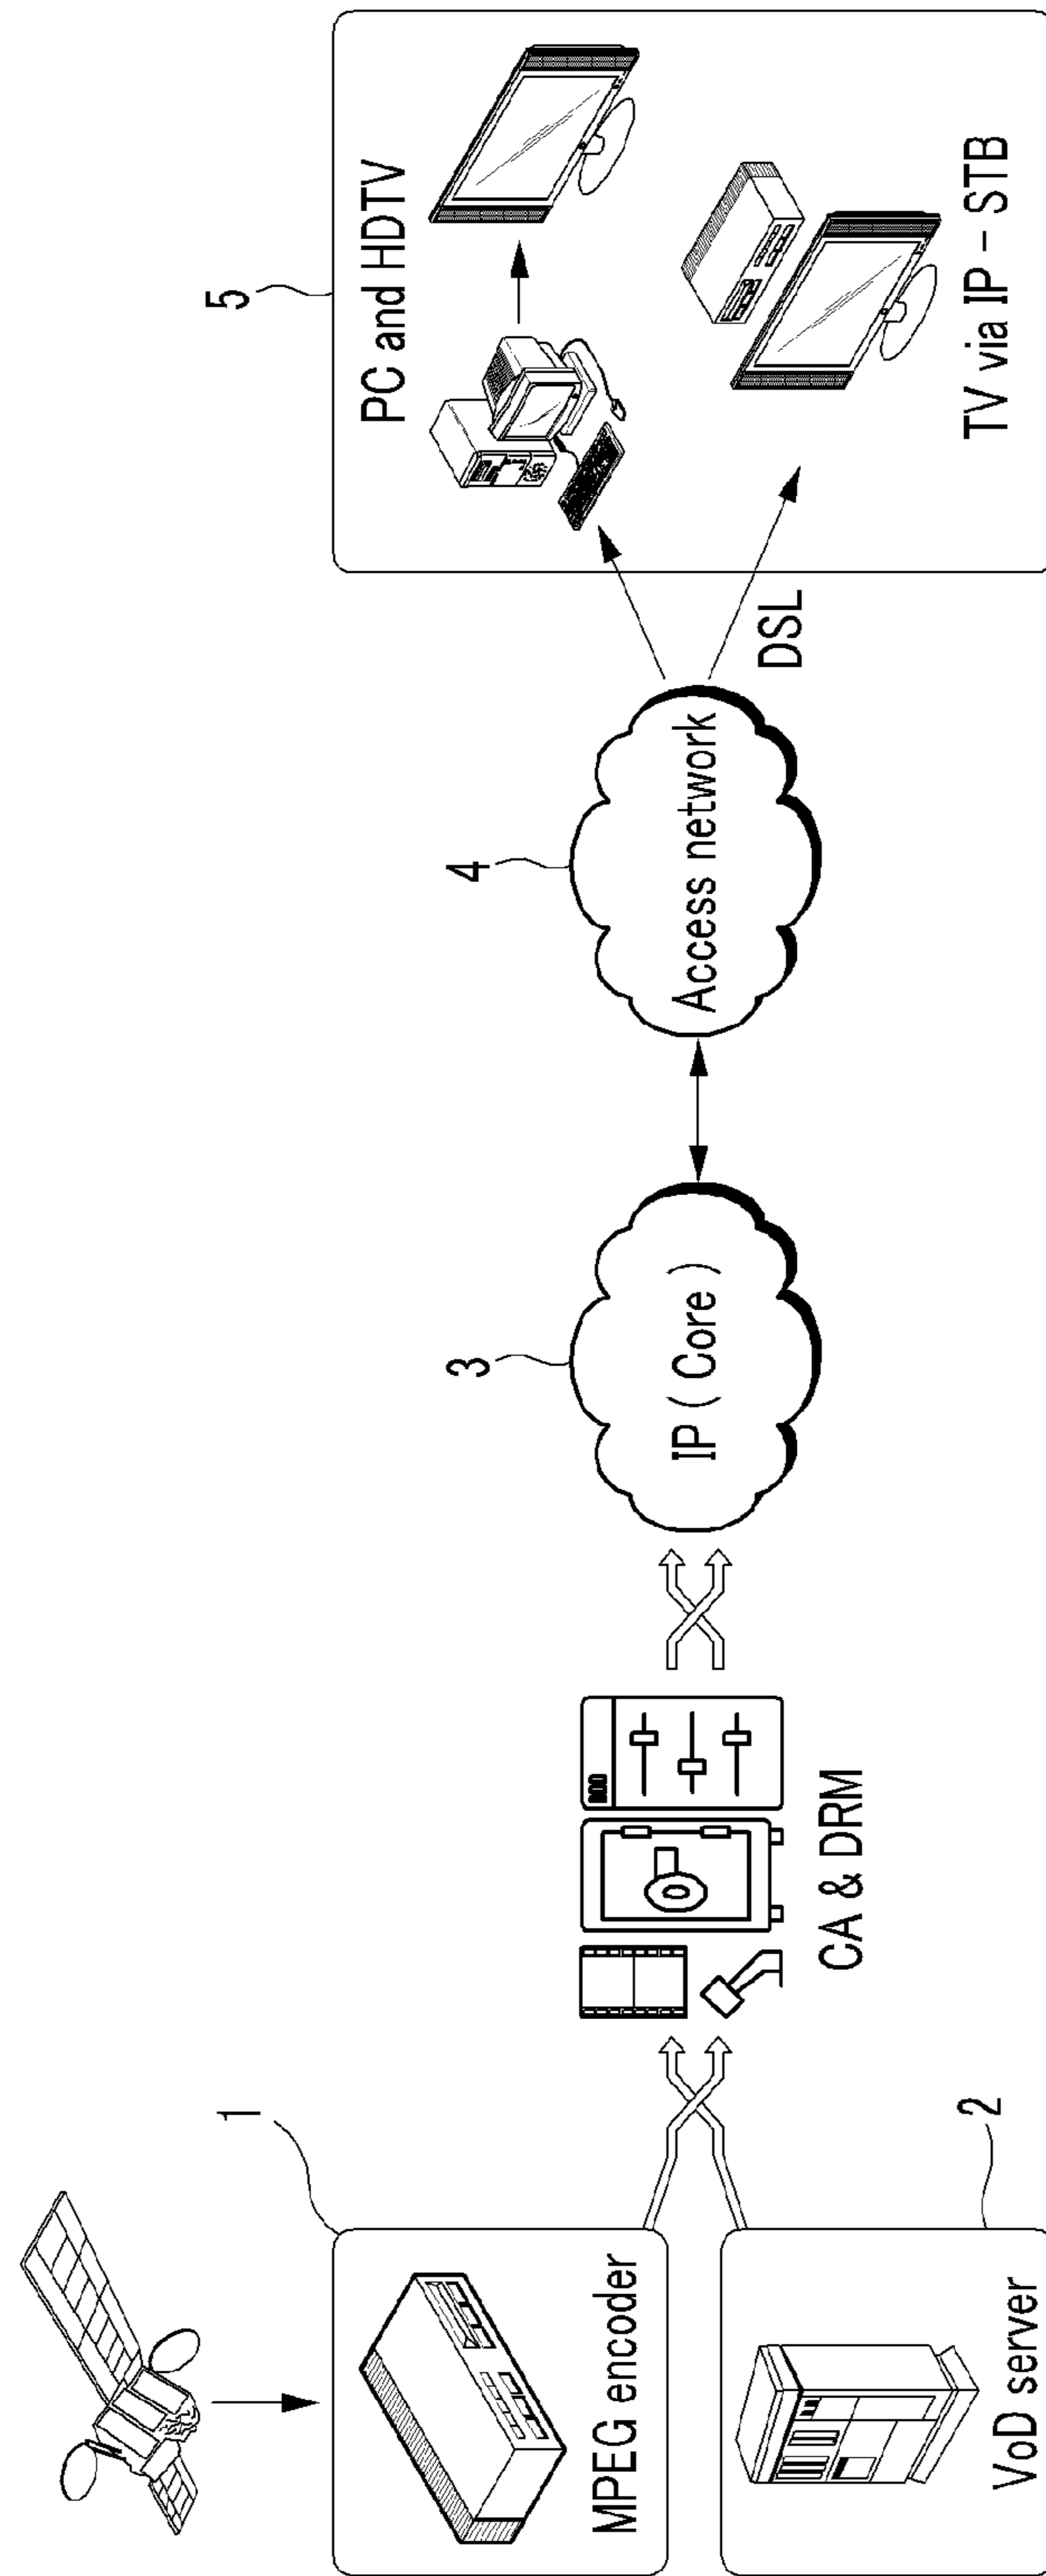 1
MPEG encoder
2
VoD server
CA & DRM
3
IP ( Core )
4
Access network
DSL
5
PC and HDTV
TV via IP – STB